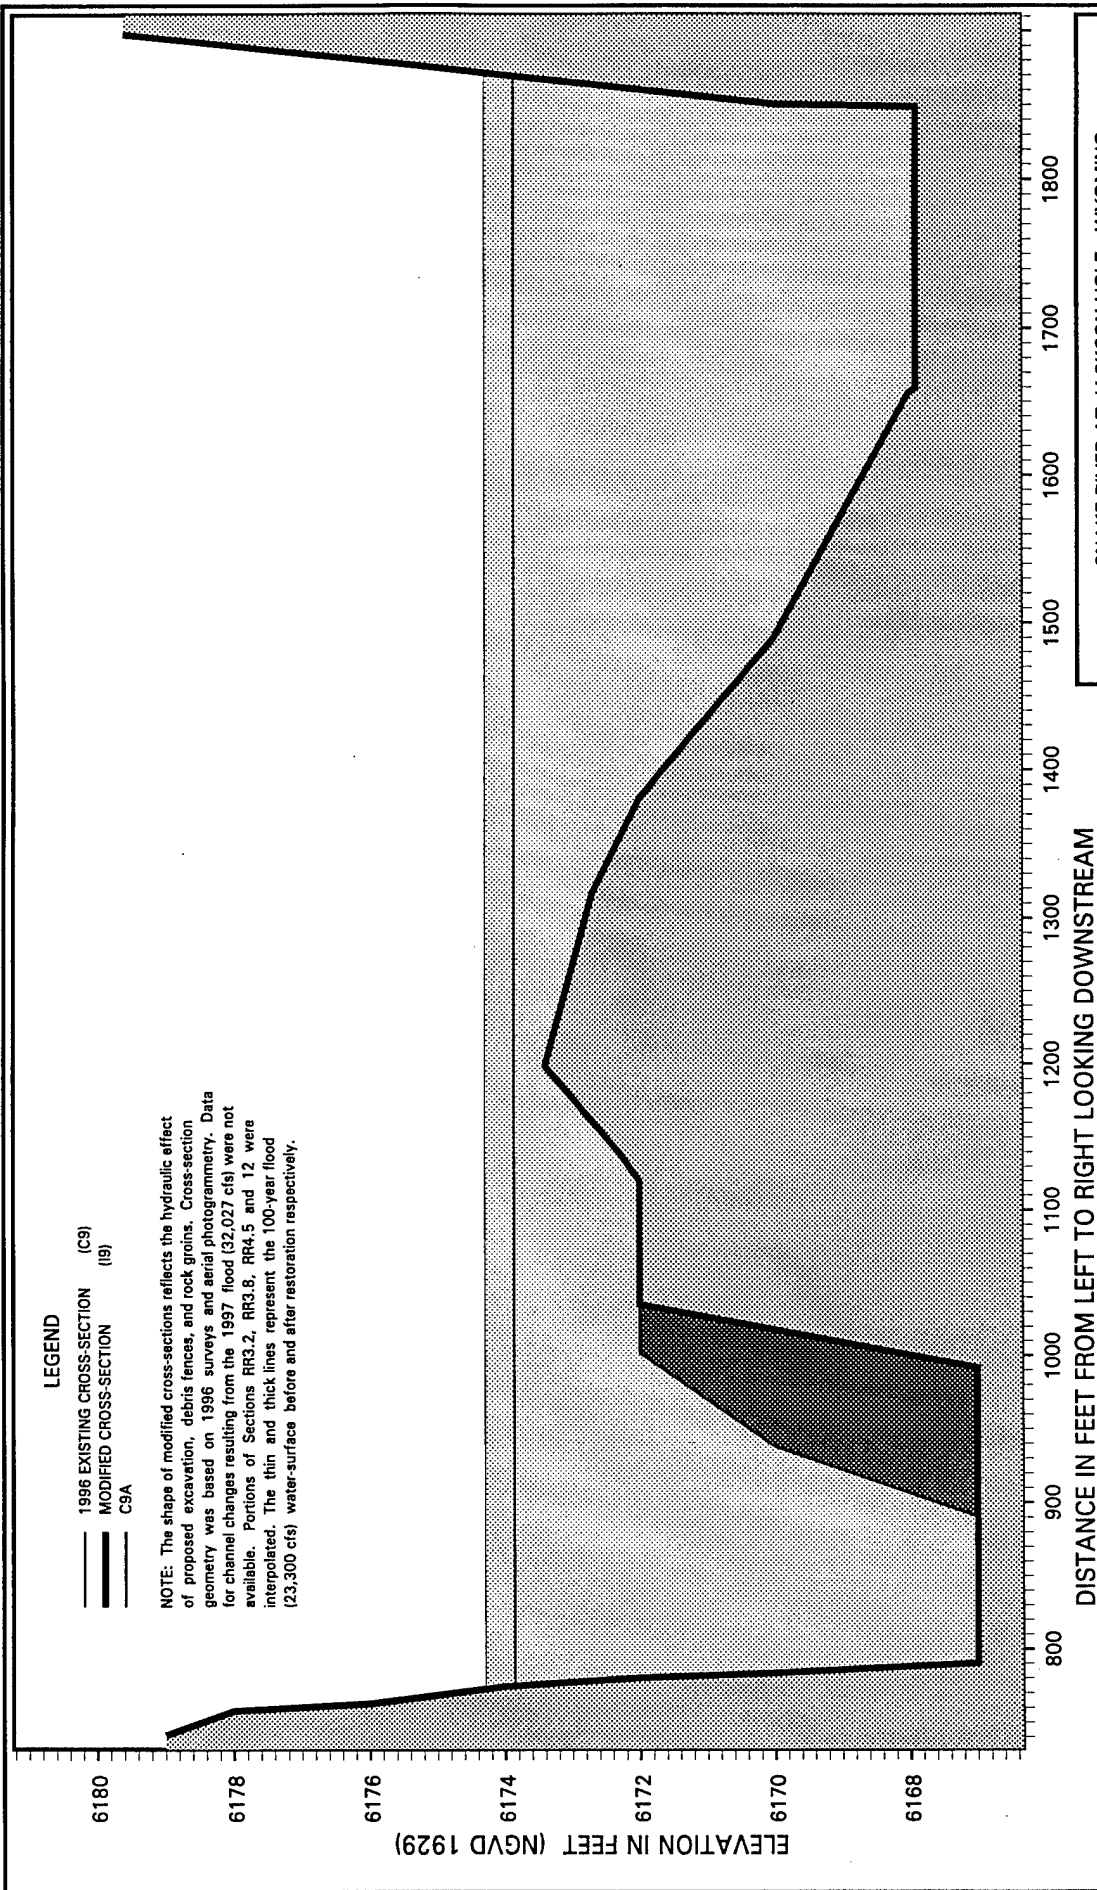 LEGEND
1996 EXISTING CROSS-SECTION (C9)
MODIFIED CROSS-SECTION (I9)
C9A
NOTE: The shape of modified cross-sections reflects the hydraulic effect
of proposed excavation, debris fences, and rock groins. Cross-section
geometry was based on 1996 surveys and aerial photogrammetry. Data
for channel changes resulting from the 1997 flood (32,027 cfs) were not
available. Portions of Sections RR3.2, RR3.8, RR4.5 and 12 were
interpolated. The thin and thick lines represent the 100-year flood
(23,300 cfs) water-surface before and after restoration respectively.
ELEVATION IN FEET (NGVD 1929)
6180
6178
6176
6174
6172
6170
6168
800 900 1000 1100 1200 1300 1400 1500 1600 1700 1800
DISTANCE IN FEET FROM LEFT TO RIGHT LOOKING DOWNSTREAM